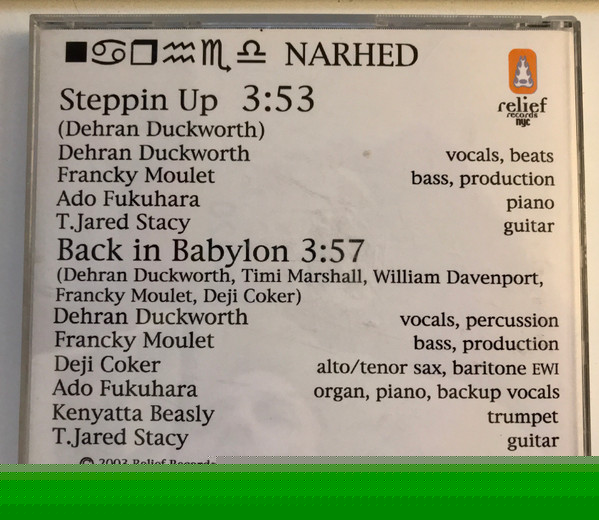 ■♋❒♒♏♎ NARHED
relief
records
nyc
Steppin Up 3:53
(Dehran Duckworth)
Dehran Duckworth vocals, beats
Francky Moulet bass, production
Ado Fukuhara piano
T.Jared Stacy guitar
Back in Babylon 3:57
(Dehran Duckworth, Timi Marshall, William Davenport,
Francky Moulet, Deji Coker)
Dehran Duckworth vocals, percussion
Francky Moulet bass, production
Deji Coker alto/tenor sax, baritone EWI
Ado Fukuhara organ, piano, backup vocals
Kenyatta Beasly trumpet
T.Jared Stacy guitar
© 2003 Relief Records